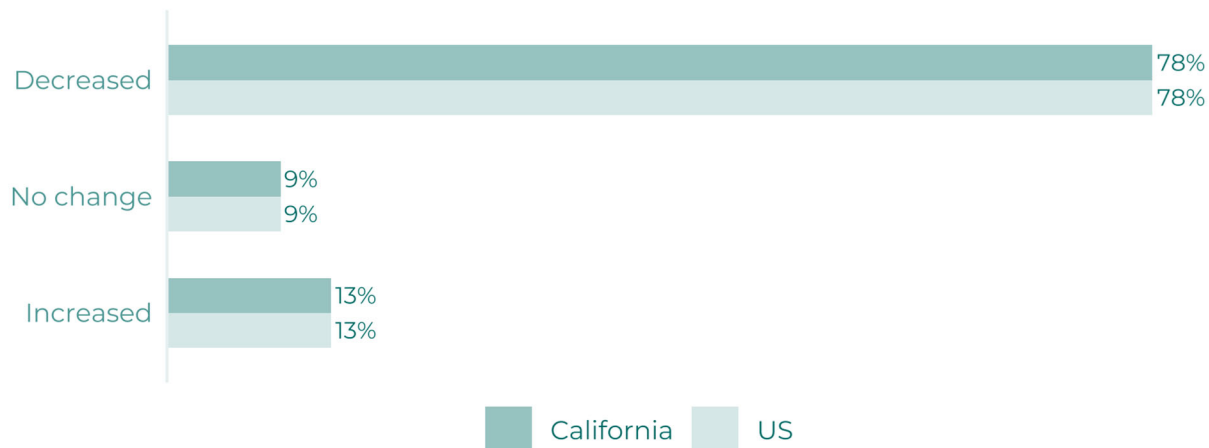 Decreased
78%
78%
No change
9%
9%
Increased
13%
13%
California
US